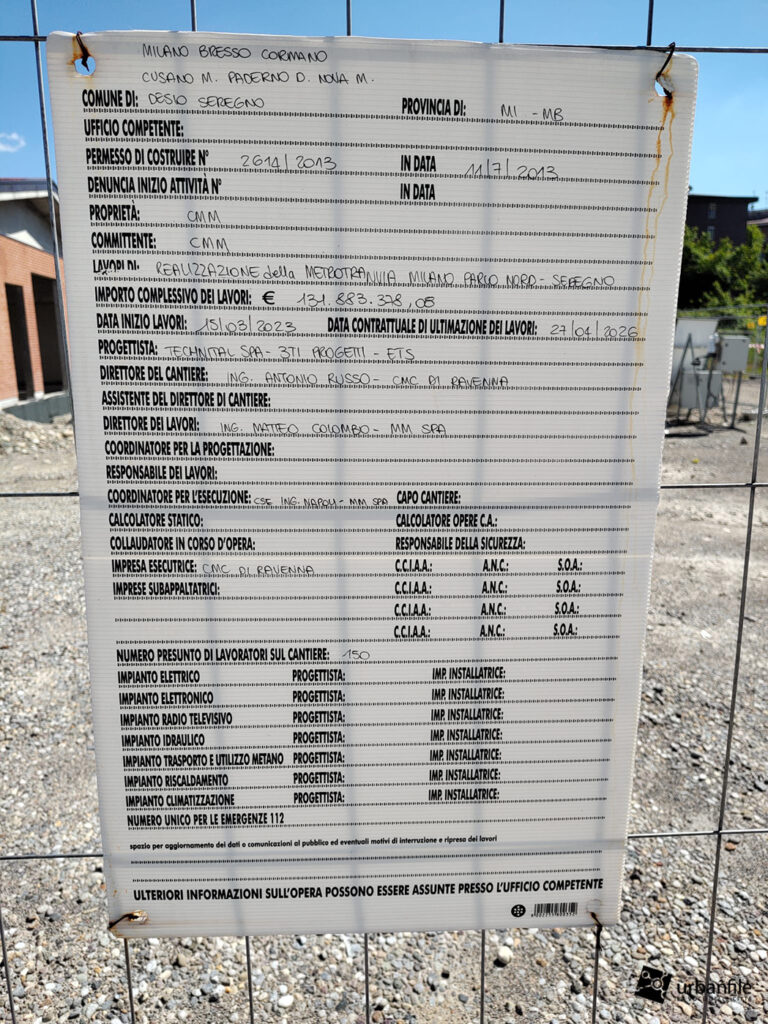 MILANO BRESSO CORMANO
CUSANO M. PADERNO D. NOVA M.
COMUNE DI: DESIO SEREGNO PROVINCIA DI: MI - MB
UFFICIO COMPETENTE:
PERMESSO DI COSTRUIRE N° 2614/2013 IN DATA 11/7/2013
DENUNCIA INIZIO ATTIVITÀ N° IN DATA
PROPRIETÀ: CMM
COMMITTENTE: CMM
LAVORI DI: REALIZZAZIONE della METROTRANVIA MILANO PARCO NORD - SEREGNO
IMPORTO COMPLESSIVO DEI LAVORI: € 131.883.378,05
DATA INIZIO LAVORI: 15/03/2023 DATA CONTRATTUALE DI ULTIMAZIONE DEI LAVORI: 27/04/2026
PROGETTISTA: TECHNITAL SPA - 3TI PROGETTI - ETS
DIRETTORE DEL CANTIERE: ING. ANTONIO RUSSO - CMC DI RAVENNA
ASSISTENTE DEL DIRETTORE DI CANTIERE:
DIRETTORE DEI LAVORI: ING. MATTEO COLOMBO - MM SPA
COORDINATORE PER LA PROGETTAZIONE:
RESPONSABILE DEI LAVORI:
COORDINATORE PER L'ESECUZIONE: CSE ING. NAPOLI - MM SPA CAPO CANTIERE:
CALCOLATORE STATICO: CALCOLATORE OPERE C.A.:
COLLAUDATORE IN CORSO D'OPERA: RESPONSABILE DELLA SICUREZZA:
IMPRESA ESECUTRICE: CMC DI RAVENNA C.C.I.A.A.: A.N.C.: S.O.A.:
IMPRESE SUBAPPALTATRICI: C.C.I.A.A.: A.N.C.: S.O.A.:
C.C.I.A.A.: A.N.C.: S.O.A.:
C.C.I.A.A.: A.N.C.: S.O.A.:
NUMERO PRESUNTO DI LAVORATORI SUL CANTIERE: 150
IMPIANTO ELETTRICO PROGETTISTA: IMP. INSTALLATRICE:
IMPIANTO ELETTRONICO PROGETTISTA: IMP. INSTALLATRICE:
IMPIANTO RADIO TELEVISIVO PROGETTISTA: IMP. INSTALLATRICE:
IMPIANTO IDRAULICO PROGETTISTA: IMP. INSTALLATRICE:
IMPIANTO TRASPORTO E UTILIZZO METANO PROGETTISTA: IMP. INSTALLATRICE:
IMPIANTO RISCALDAMENTO PROGETTISTA: IMP. INSTALLATRICE:
IMPIANTO CLIMATIZZAZIONE PROGETTISTA: IMP. INSTALLATRICE:
NUMERO UNICO PER LE EMERGENZE 112
spazio per aggiornamento dei dati o comunicazioni al pubblico ed eventuali motivi di interruzione e ripresa dei lavori
ULTERIORI INFORMAZIONI SULL'OPERA POSSONO ESSERE ASSUNTE PRESSO L'UFFICIO COMPETENTE
urbanfile